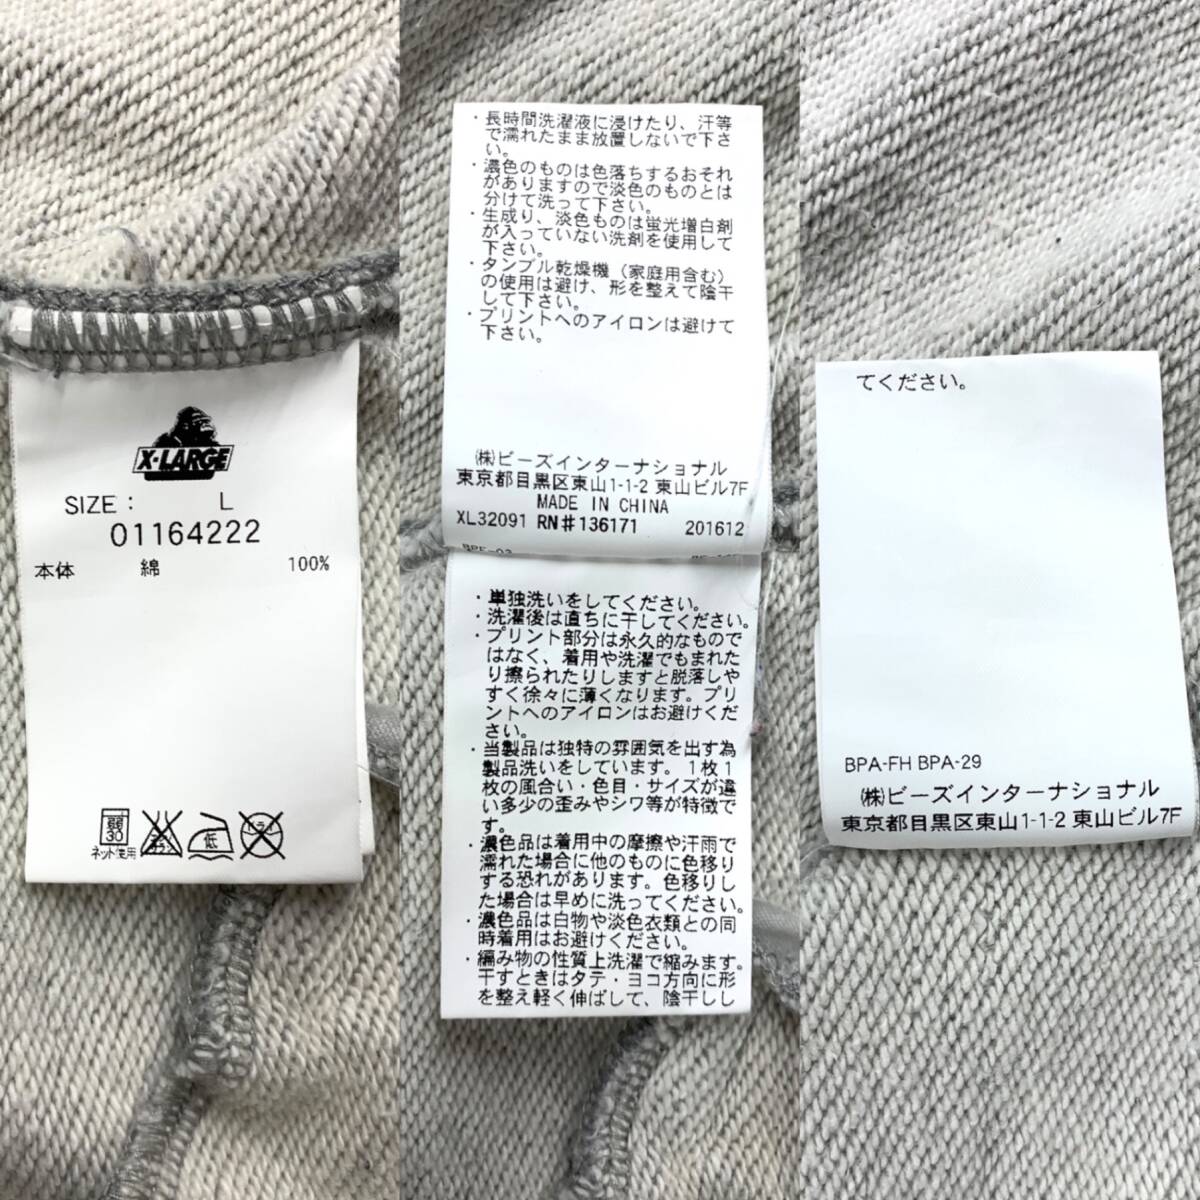 X-LARGE
SIZE: L
01164222
本体 綿 100%
弱
30
ネット使用
低
・長時間洗濯液に浸けたり、汗等
で濡れたまま放置しないで下さ
い。
・濃色のものは色落ちするおそれ
がありますので淡色のものとは
分けて洗って下さい。
・生成り、淡色ものは蛍光増白剤
が入っていない洗剤を使用して
下さい。
・タンブル乾燥機(家庭用含む)
の使用は避け、形を整えて陰干
して下さい。
・プリントへのアイロンは避けて
下さい。
㈱ビーズインターナショナル
東京都目黒区東山1-1-2 東山ビル7F
MADE IN CHINA
XL32091 RN#136171 201612
・単独洗いをしてください。
・洗濯後は直ちに干してください。
・プリント部分は永久的なもので
はなく、着用や洗濯でもまれた
り擦られたりしますと脱落しや
すく徐々に薄くなります。プリ
ントへのアイロンはお避けくだ
さい。
・当製品は独特の雰囲気を出す為
製品洗いをしています。1枚1
枚の風合い・色目・サイズが違
い多少の歪みやシワ等が特徴で
す。
・濃色品は着用中の摩擦や汗雨で
濡れた場合に他のものに色移り
する恐れがあります。色移りし
た場合は早めに洗ってください。
・濃色品は白物や淡色衣類との同
時着用はお避けください。
・編み物の性質上洗濯で縮みます。
干すときはタテ・ヨコ方向に形
を整え軽く伸ばして、陰干しし
てください。
BPA-FH BPA-29
㈱ビーズインターナショナル
東京都目黒区東山1-1-2 東山ビル7F